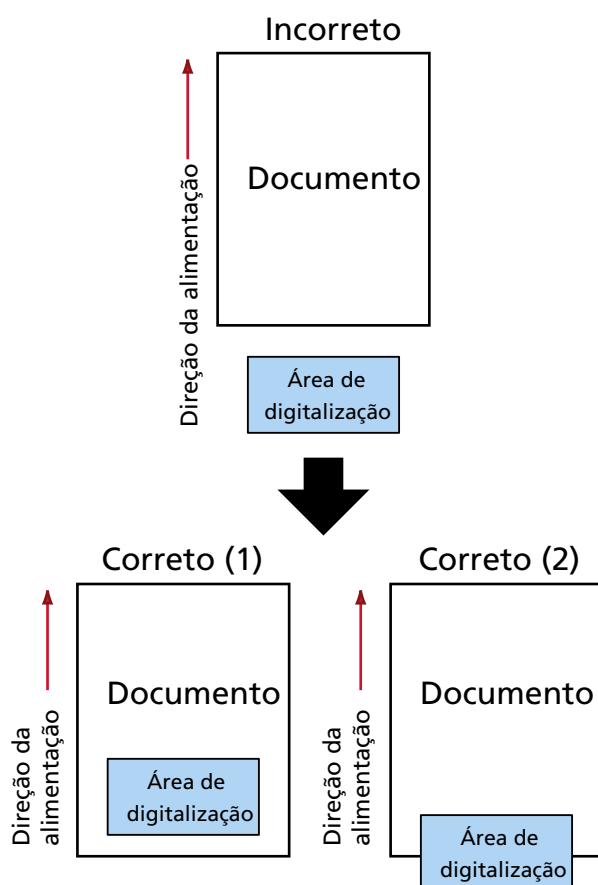 Incorreto
Direção da alimentação
Documento
Área de
digitalização
Correto (1)
Direção da
alimentação
Documento
Área de
digitalização
Correto (2)
Direção da
alimentação
Documento
Área de
digitalização